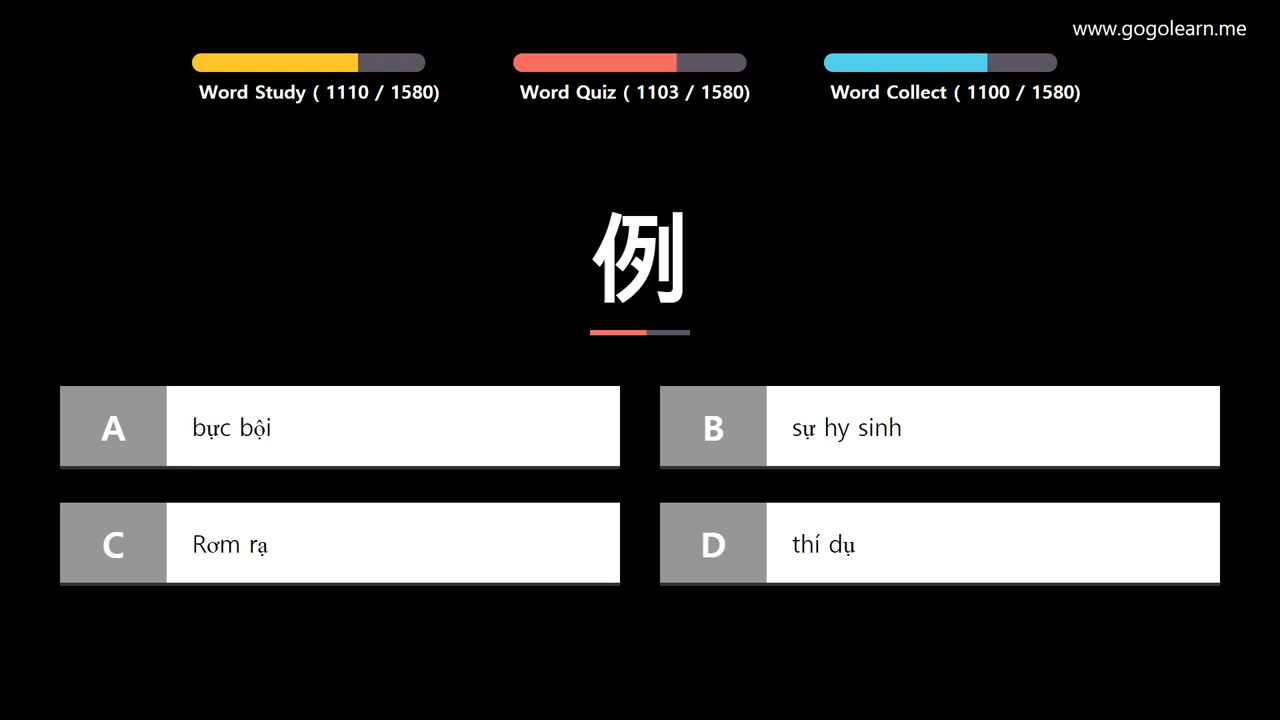 www.gogolearn.me
Word Study ( 1110 / 1580)
Word Quiz ( 1103 / 1580)
Word Collect ( 1100 / 1580)
例
A bực bội
B sự hy sinh
C Rơm rạ
D thí dụ